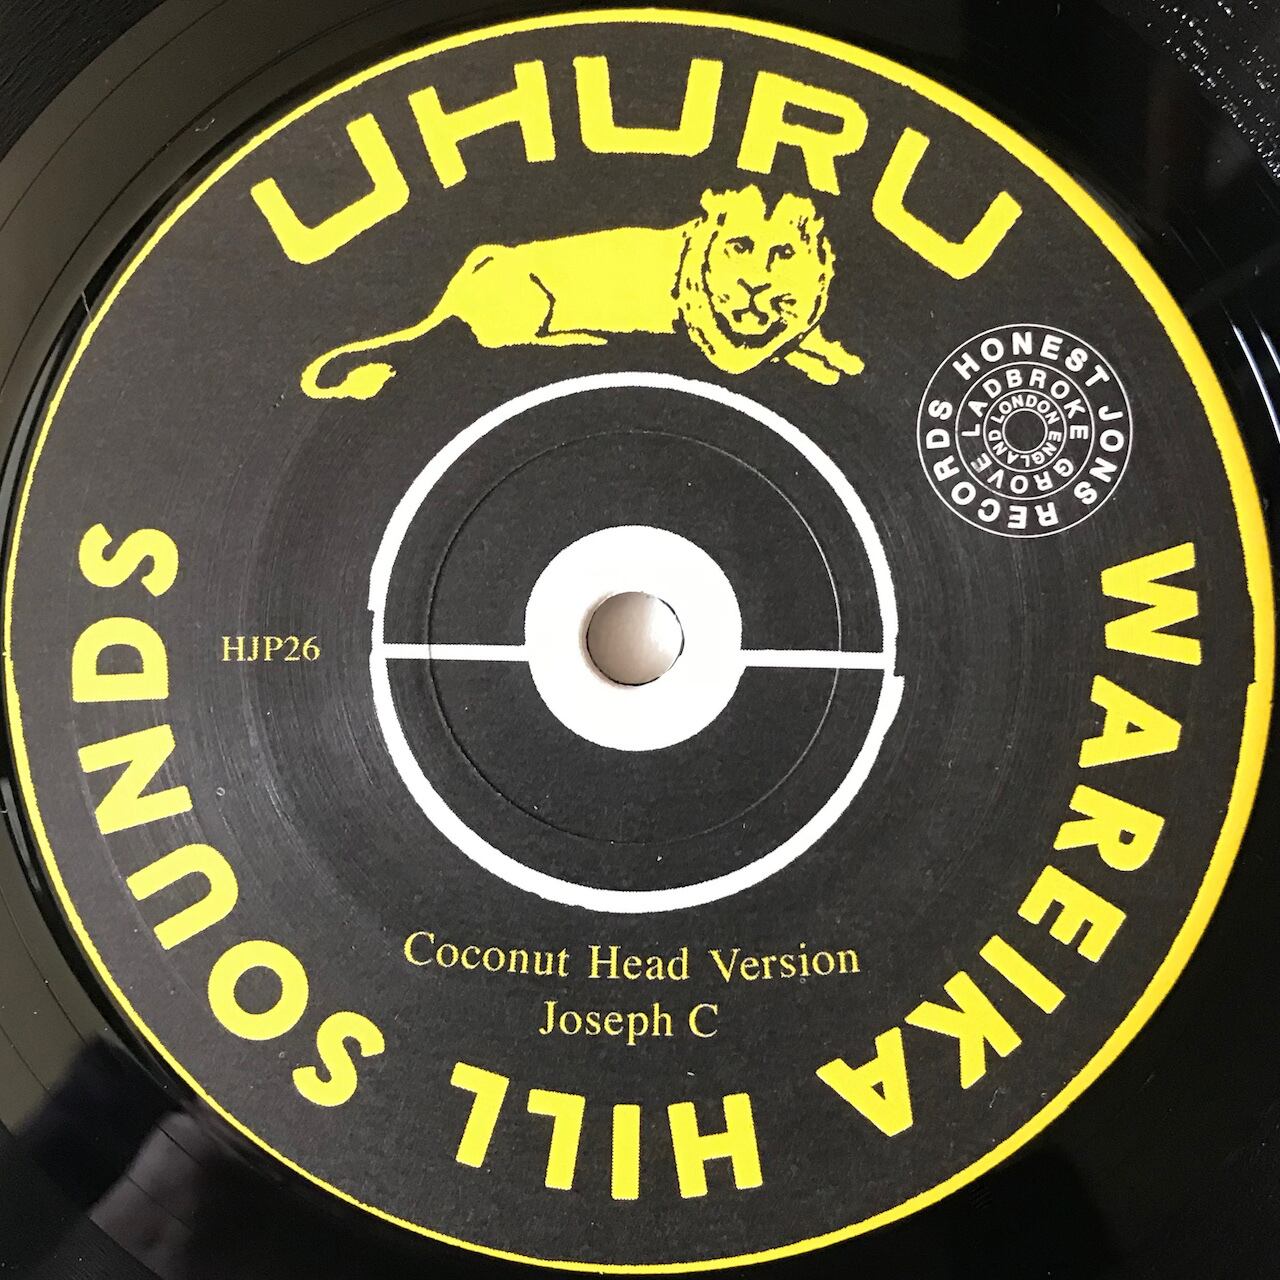 UHURU
HONEST JONS RECORDS
LADBROKE GROVE
LONDON ENGLAND
WAREIKA HILL SOUNDS
HJP26
Coconut Head Version
Joseph C